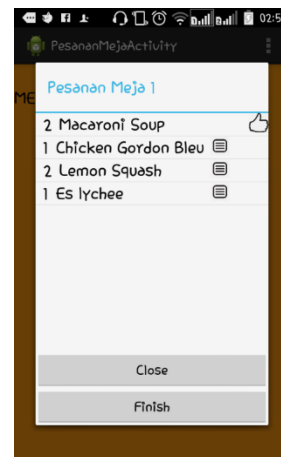 02:5
PesananMejaActivity
ME
Pesanan Meja 1
2 Macaroni Soup
1 Chicken Gordon Bleu
2 Lemon Squash
1 Es lychee
Close
Finish